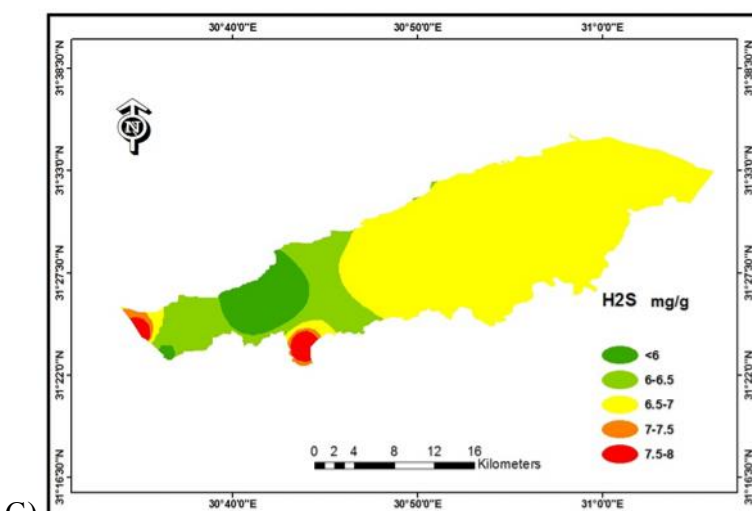 30°40'0"E 30°50'0"E 31°0'0"E
31°38'30"N 31°38'30"N
N
31°33'0"N 31°33'0"N
31°27'30"N 31°27'30"N
H2S mg/g
<6
6-6.5
31°22'0"N 31°22'0"N
6.5-7
7-7.5
7.5-8
0 2 4 8 12 16
Kilometers
31°16'30"N 31°16'30"N
30°40'0"E 30°50'0"E 31°0'0"E
C)